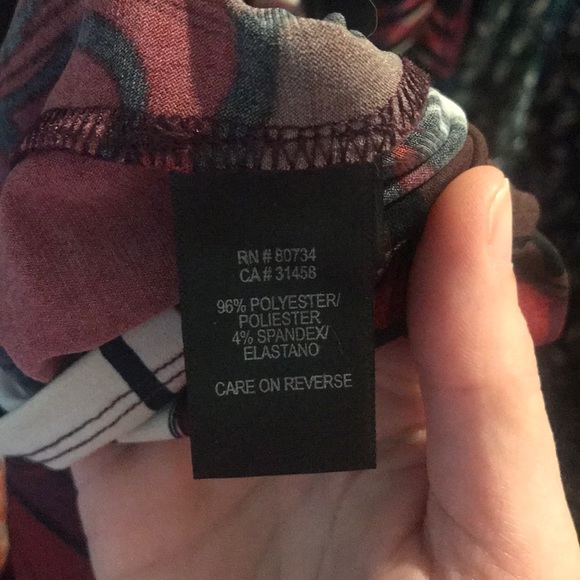 RN # 80734
CA # 31458
96% POLYESTER/
POLIESTER
4% SPANDEX/
ELASTANO
CARE ON REVERSE